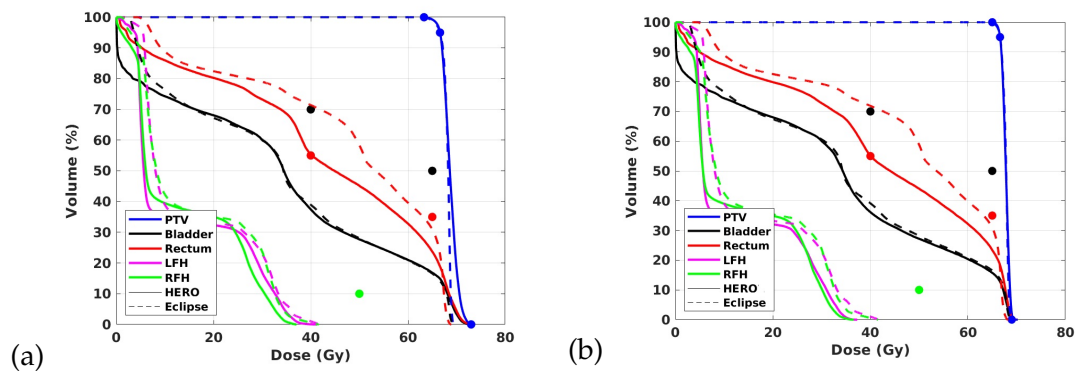 100
90
80
70
60
50
40
30
20
10
0
Volume (%)
PTV
Bladder
Rectum
LFH
RFH
HERO
Eclipse
0 20 40 60 80
Dose (Gy)
(a)
100
90
80
70
60
50
40
30
20
10
0
Volume (%)
PTV
Bladder
Rectum
LFH
RFH
HERO
Eclipse
0 20 40 60 80
Dose (Gy)
(b)